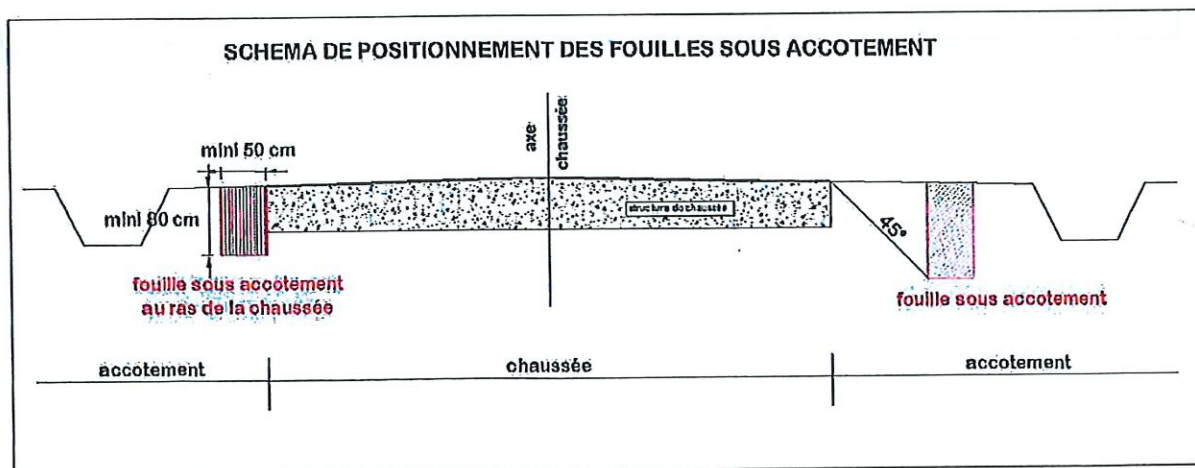 SCHEMA DE POSITIONNEMENT DES FOUILLES SOUS ACCOTEMENT
axe
chaussée
mini 50 cm
mini 80 cm
structure de chaussée
45°
fouille sous accotement
au ras de la chaussée
fouille sous accotement
accotement
chaussée
accotement